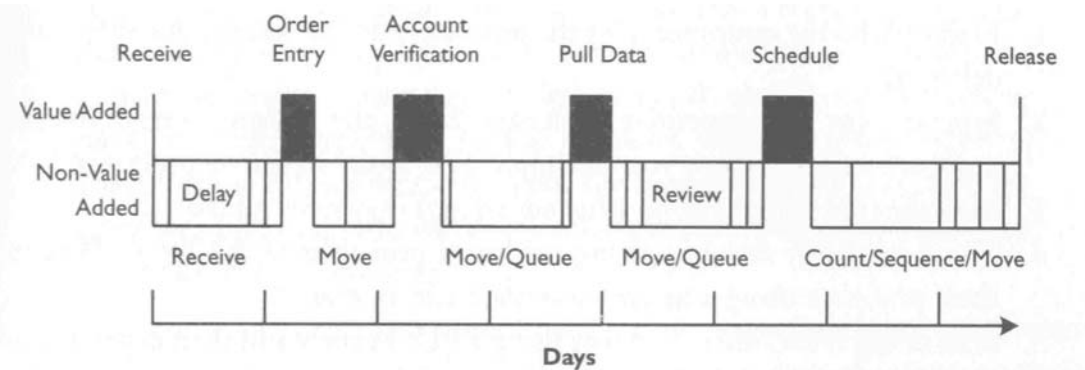 Order
Account
Receive
Entry
Verification
Pull Data
Schedule
Release
Value Added
Non-Value
Added
Delay
Review
Receive
Move
Move/Queue
Move/Queue
Count/Sequence/Move
Days